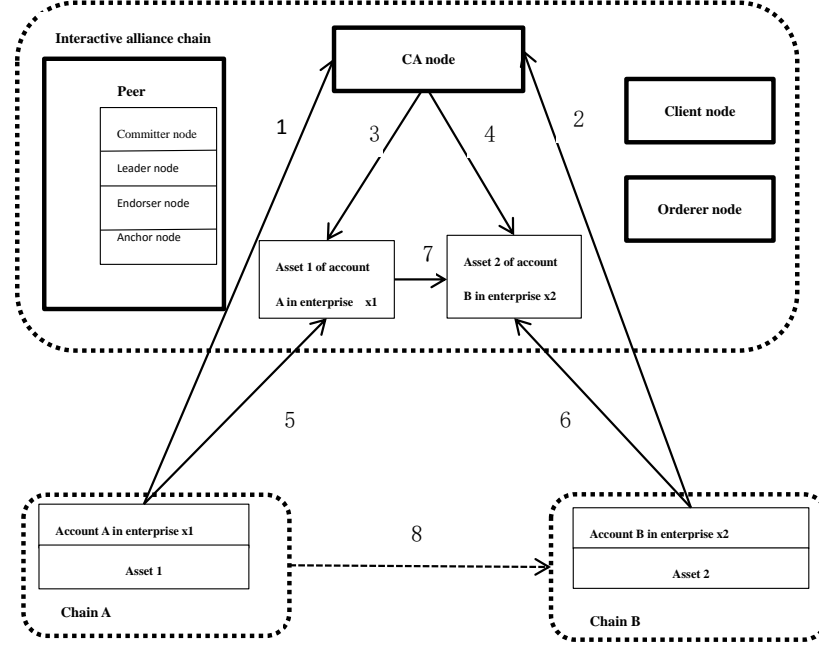 Interactive alliance chain
CA node
Peer
Committer node
Leader node
Endorser node
Anchor node
Client node
Orderer node
1
2
3
4
Asset 1 of account
A in enterprise x1
7
Asset 2 of account
B in enterprise x2
5
6
Account A in enterprise x1
Asset 1
Chain A
8
Account B in enterprise x2
Asset 2
Chain B